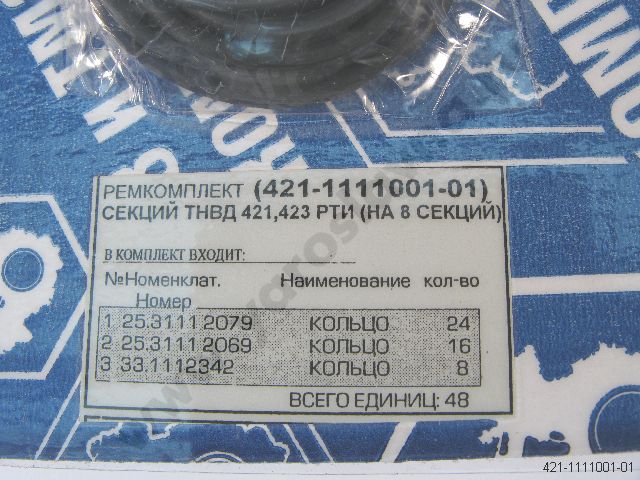 РЕМКОМПЛЕКТ (421-1111001-01)
СЕКЦИЙ ТНВД 421,423 РТИ (НА 8 СЕКЦИЙ)
В КОМПЛЕКТ ВХОДИТ:
№Номенклат. Наименование кол-во
Номер
1 25.3111 2079 КОЛЬЦО 24
2 25.3111 2069 КОЛЬЦО 16
3 33.1112342 КОЛЬЦО 8
ВСЕГО ЕДИНИЦ: 48
421-1111001-01